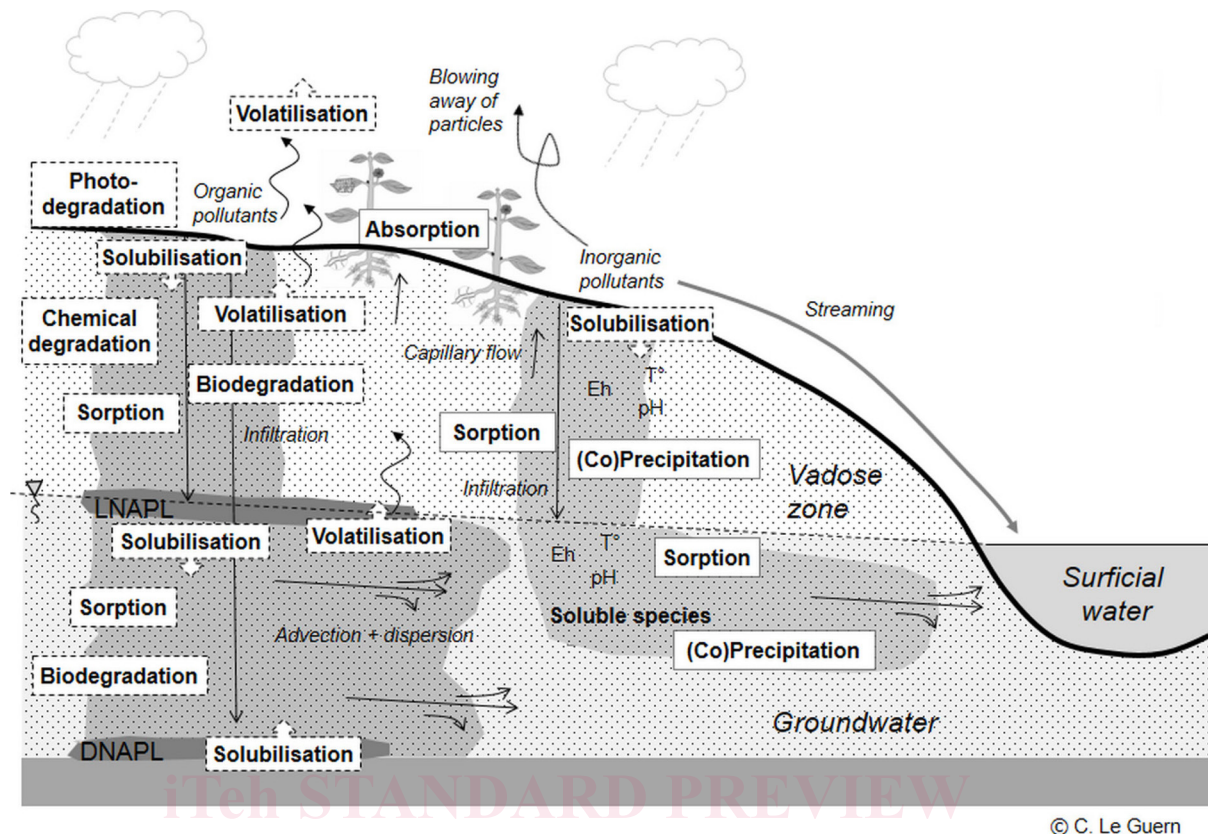 Blowing
away of
particles
Volatilisation
Photo-
degradation
Organic
pollutants
Absorption
Solubilisation
Inorganic
pollutants
Streaming
Chemical
degradation
Volatilisation
Solubilisation
Capillary flow
Biodegradation
Eh
T°
pH
Sorption
Infiltration
Sorption
(Co)Precipitation
Vadose
zone
Infiltration
LNAPL
Solubilisation
Volatilisation
Eh
T°
pH
Sorption
Surficial
water
Sorption
Soluble species
Advection + dispersion
(Co)Precipitation
Biodegradation
Groundwater
DNAPL
Solubilisation
iTeh STANDARD PREVIEW
© C. Le Guern